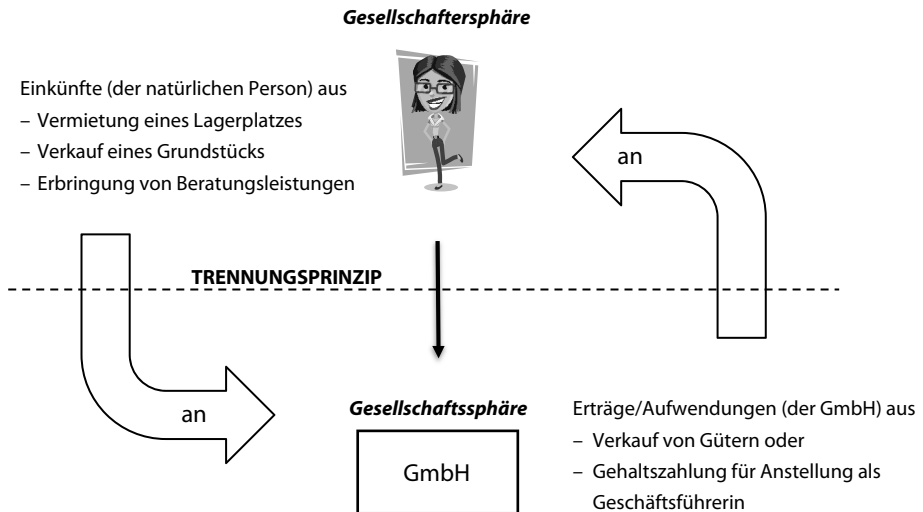 Gesellschaftersphäre
Einkünfte (der natürlichen Person) aus
– Vermietung eines Lagerplatzes
– Verkauf eines Grundstücks
– Erbringung von Beratungsleistungen
an
TRENNUNGSPRINZIP
an
Gesellschaftssphäre
GmbH
Erträge/Aufwendungen (der GmbH) aus
– Verkauf von Gütern oder
– Gehaltszahlung für Anstellung als
Geschäftsführerin